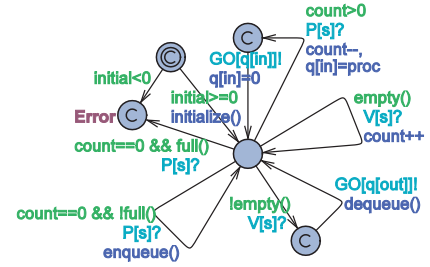 count>0
P[s]?
count--,
q[in]=proc
C
GO[q[in]]!
q[in]=0
C
initial<0
initial>=0
initialize()
empty()
V[s]?
count++
Error
C
count==0 && full()
P[s]?
GO[q[out]]!
dequeue()
!empty()
V[s]?
count==0 && !full()
P[s]?
enqueue()
C